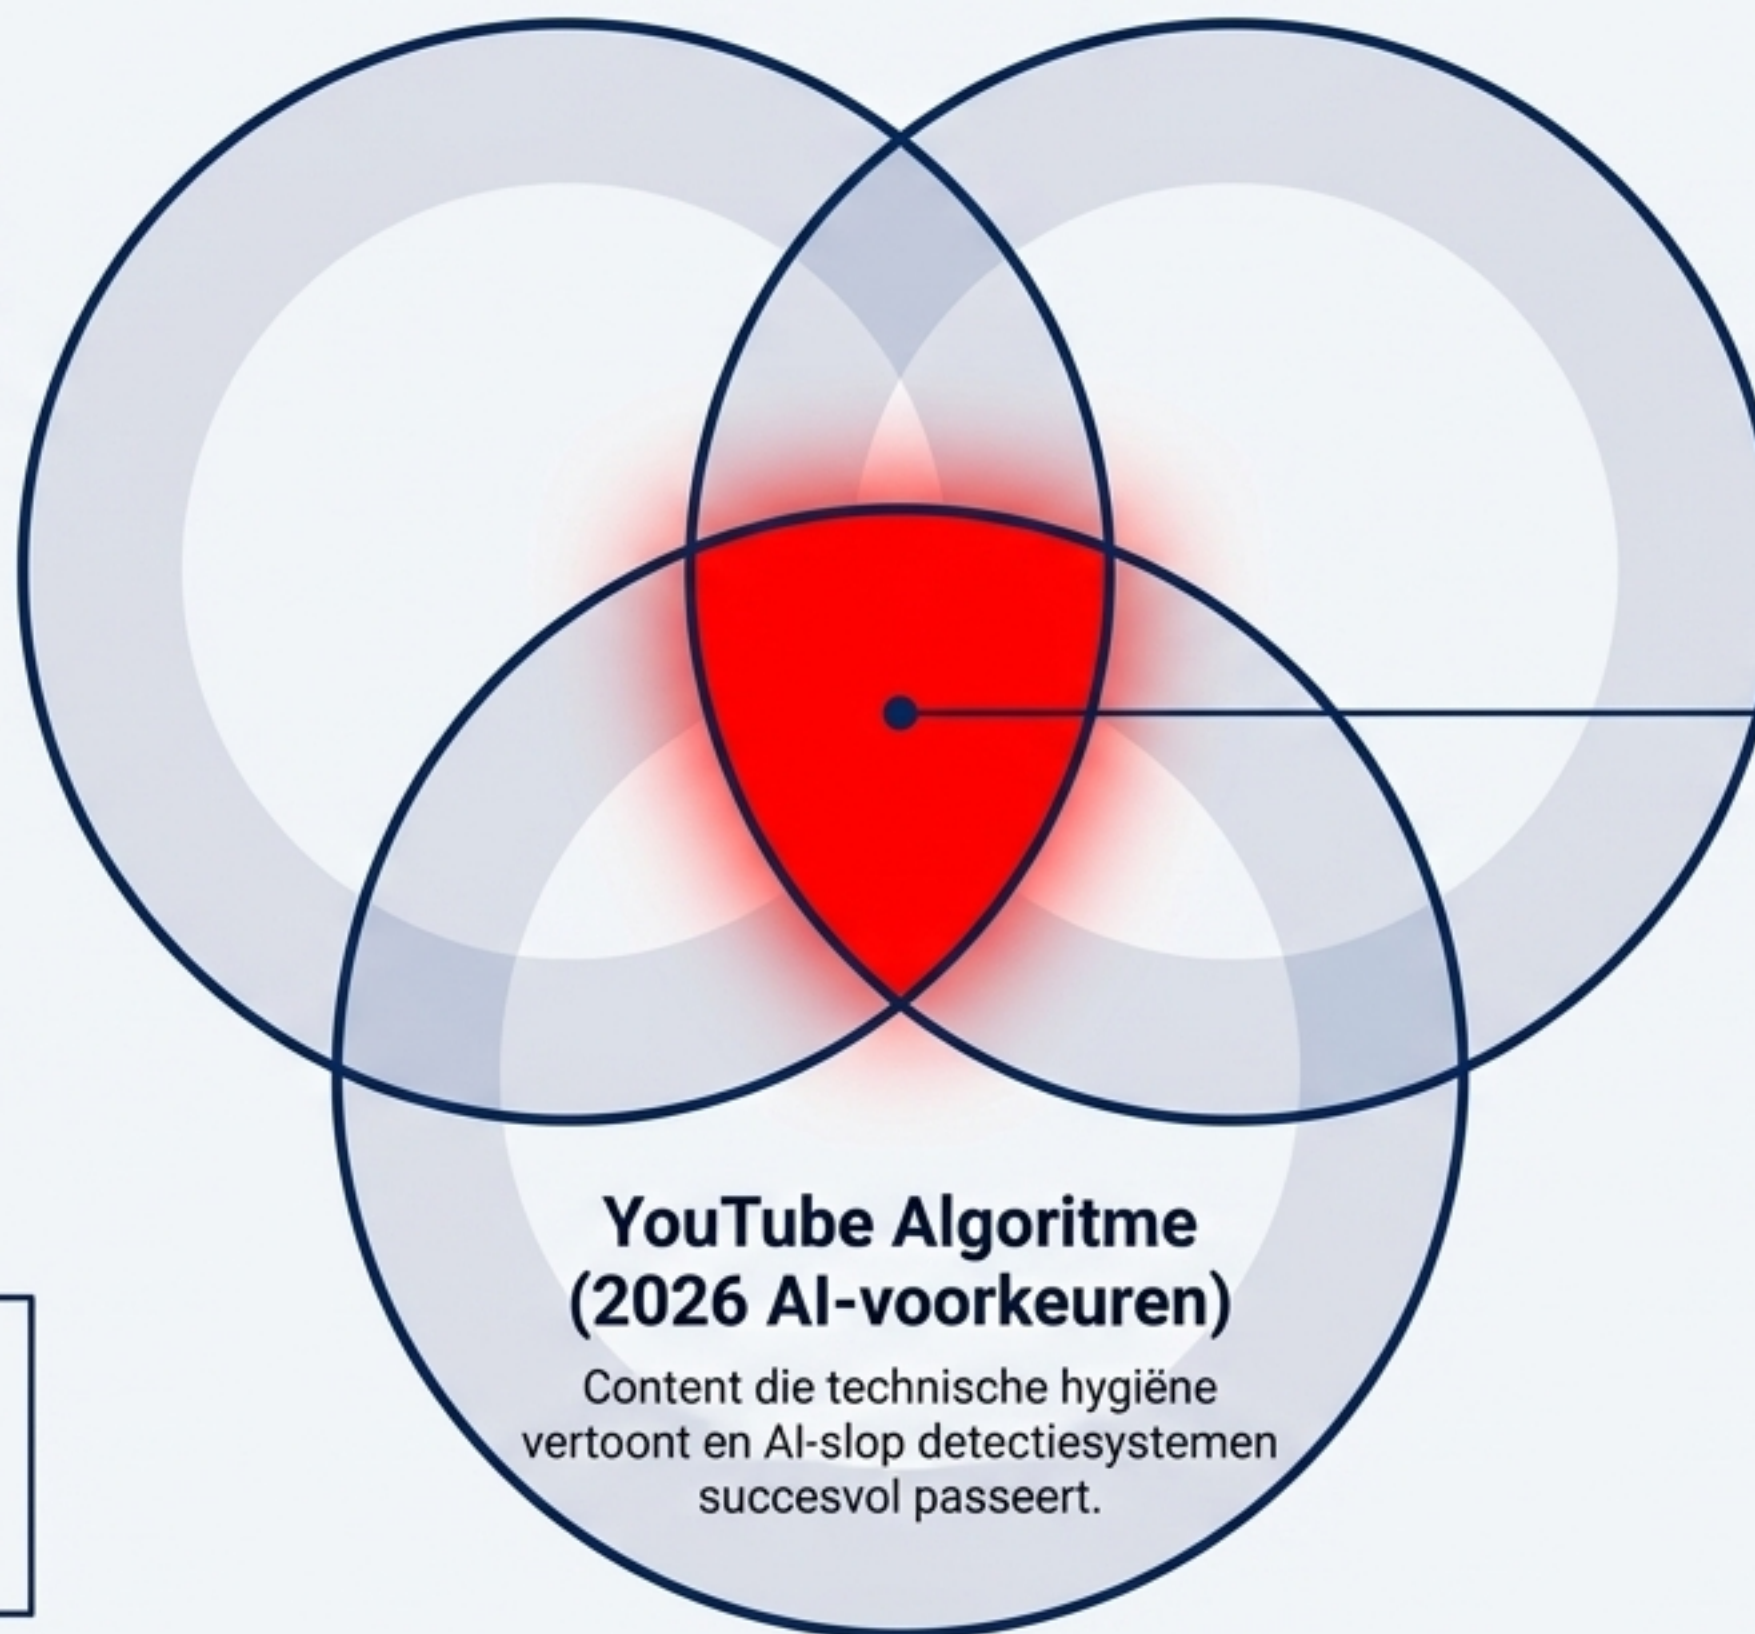 YouTube Algoritme
(2026 AI-voorkeuren)
Content die technische hygiëne
vertoont en AI-slop detectiesystemen
succesvol passeert.